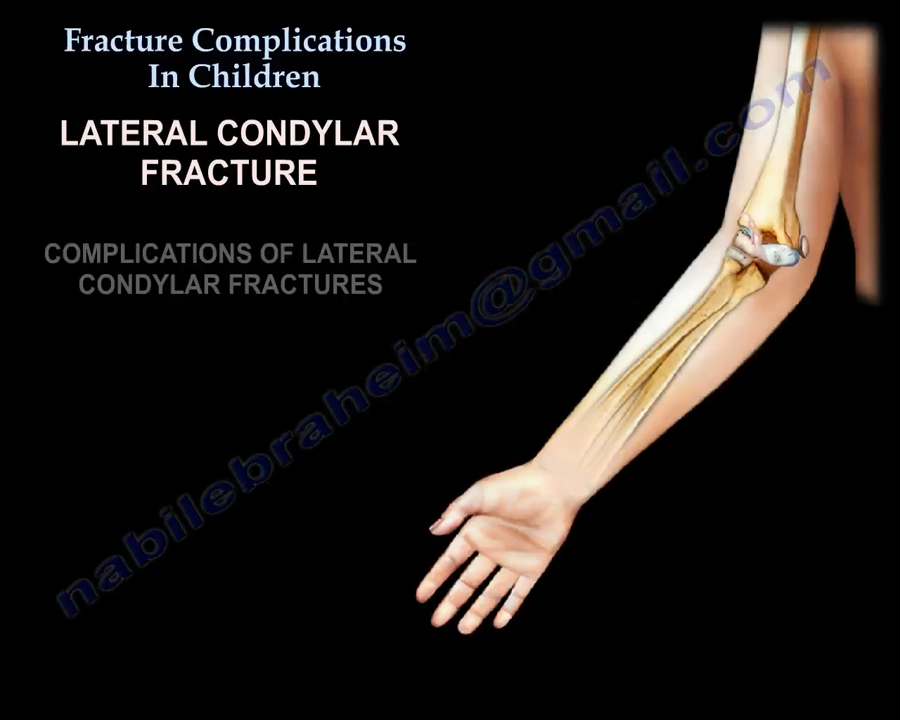 Fracture Complications
In Children
LATERAL CONDYLAR
FRACTURE
COMPLICATIONS OF LATERAL
CONDYLAR FRACTURES
nabilebraheim@gmail.com